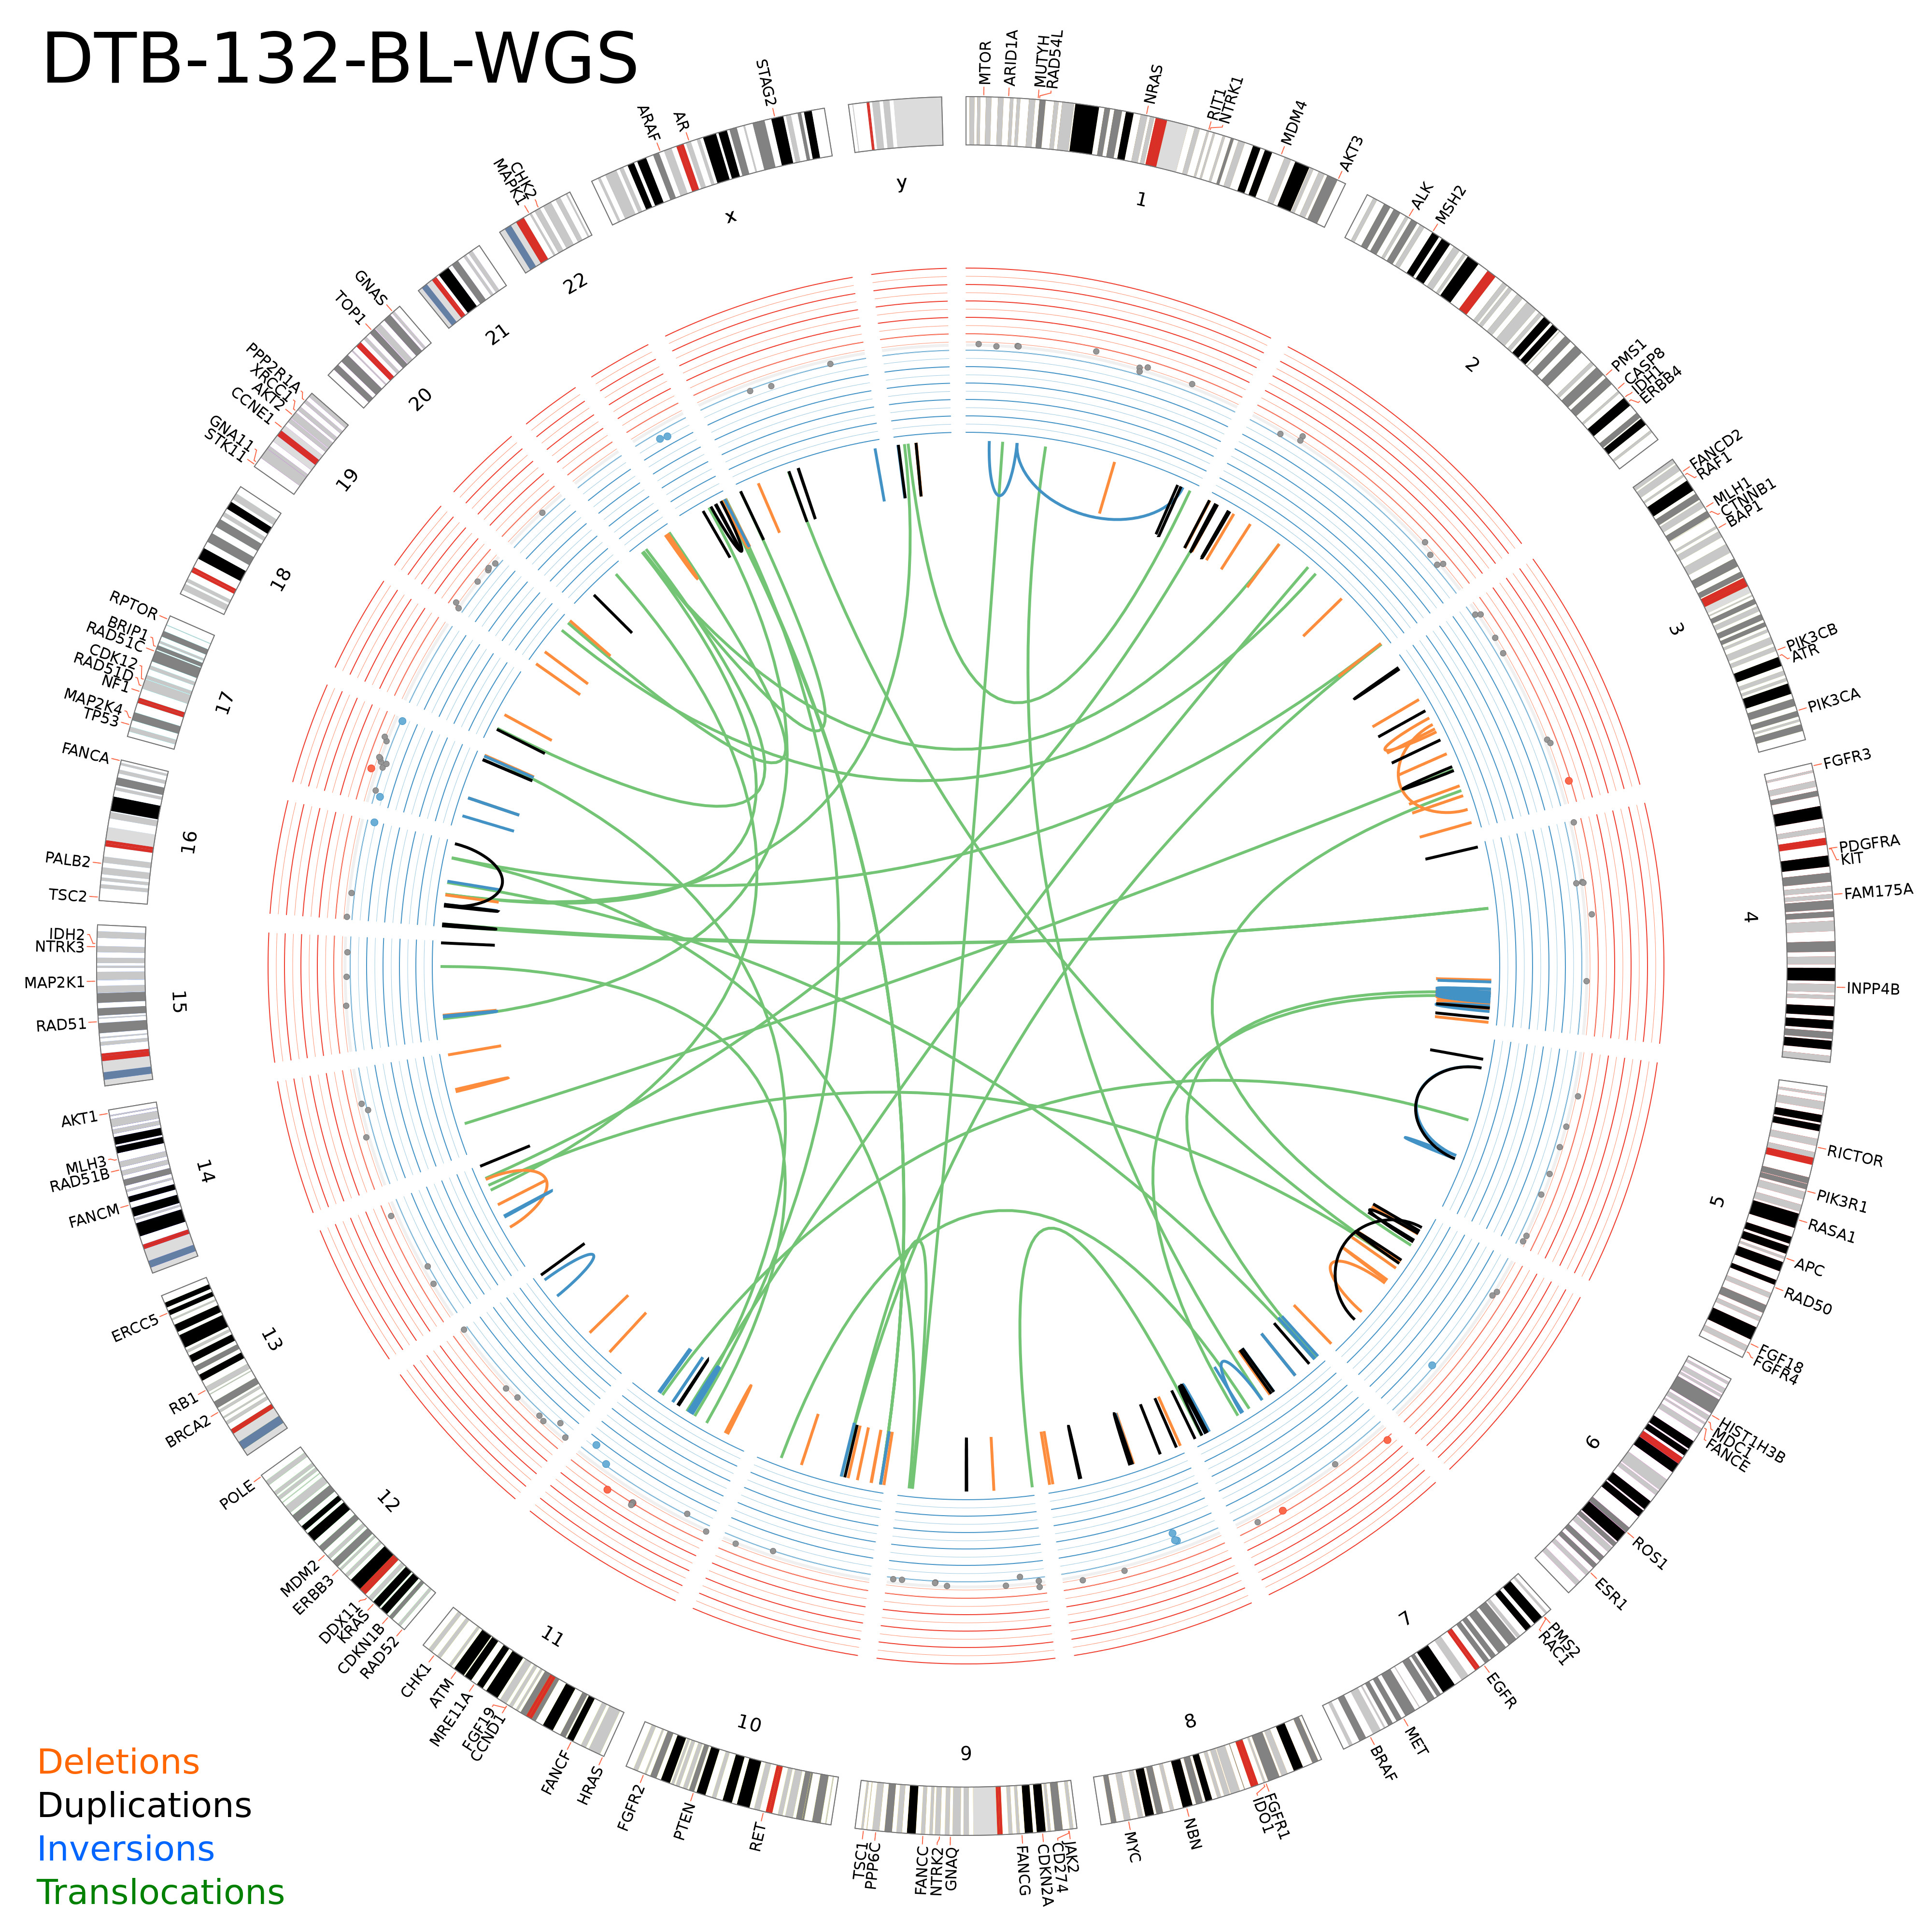 DTB-132-BL-WGS
MTOR
ARID1A
MUTYH
RAD54L
NRAS
RIT1
NTRK1
MDM4
AKT3
1
ALK
MSH2
PMS1
CASP8
IDH1
ERBB4
2
FANCD2
RAF1
MLH1
CTNNB1
BAP1
PIK3CB
ATR
PIK3CA
3
FGFR3
PDGFRA
KIT
FAM175A
INPP4B
4
RICTOR
PIK3R1
RASA1
APC
RAD50
FGF18
FGFR4
5
HIST1H3B
MDC1
FANCE
ROS1
ESR1
6
PMS2
RAC1
EGFR
MET
BRAF
7
FGFR1
IDO1
NBN
MYC
8
JAK2
CD274
CDKN2A
FANCG
GNAQ
NTRK2
FANCC
PPP6C
TSC1
9
RET
PTEN
FGFR2
10
HRAS
FANCF
CCND1
FGF19
MRE11A
ATM
CHK1
11
RAD52
CDKN1B
KRAS
DDX11
ERBB3
MDM2
POLE
12
BRCA2
RB1
ERCC5
13
FANCM
RAD51B
MLH3
AKT1
14
RAD51
MAP2K1
NTRK3
IDH2
15
TSC2
PALB2
FANCA
16
TP53
MAP2K4
NF1
RAD51D
CDK12
RAD51C
BRIP1
RPTOR
17
18
STK11
GNA11
CCNE1
AKT2
XRCC1
PPP2R1A
19
TOP1
GNAS
20
21
MAPK1
CHK2
22
ARAF
AR
STAG2
x
y
Deletions
Duplications
Inversions
Translocations